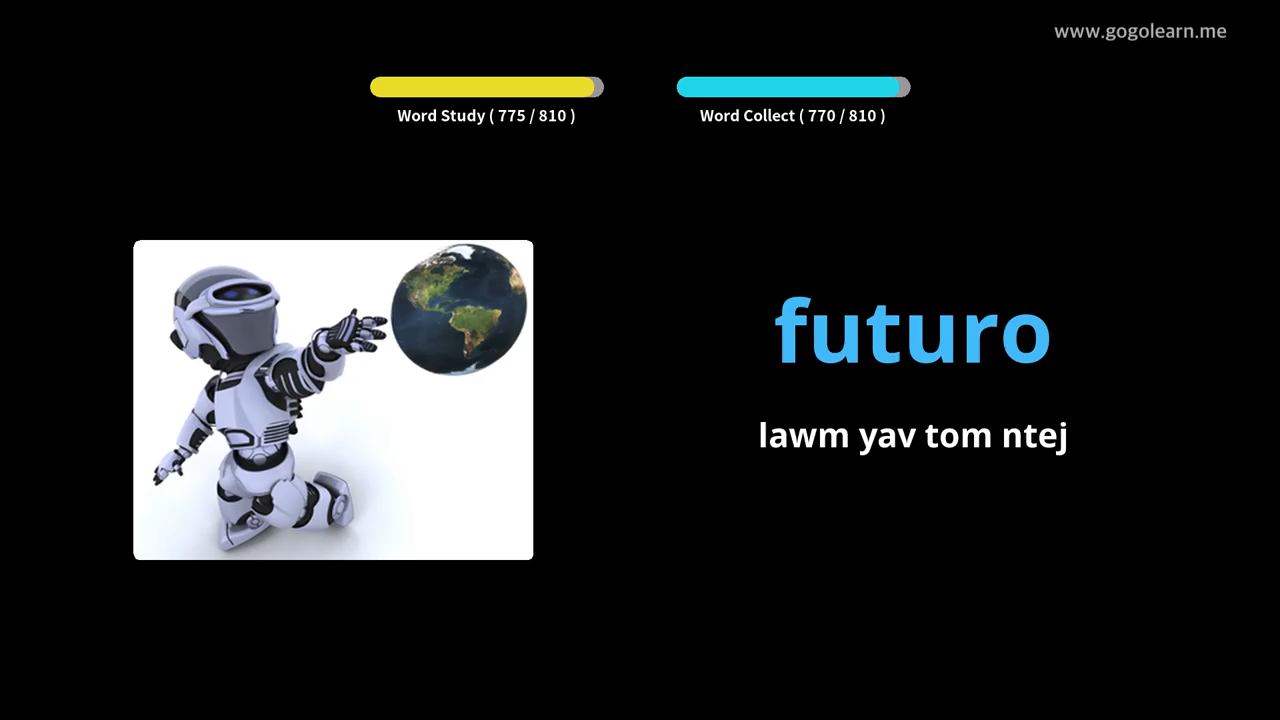 www.gogolearn.me
Word Study ( 775 / 810 )
Word Collect ( 770 / 810 )
futuro
lawm yav tom ntej